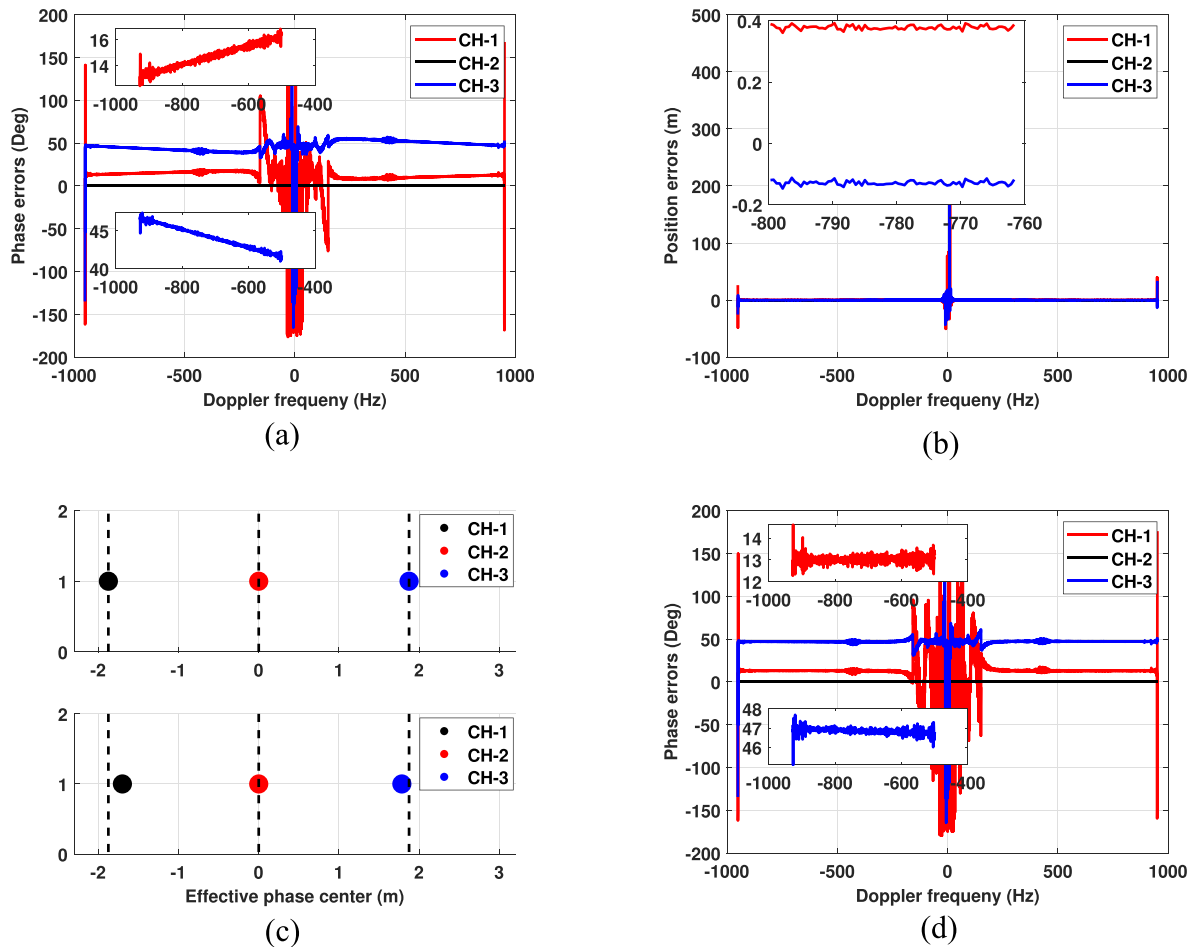 200
150
100
50
0
-50
-100
-150
-200
-1000 -500 0 500 1000
Phase errors (Deg)
Doppler frequeny (Hz)
16
14
-1000 -800 -600 -400
45
40
-1000 -800 -600 -400
CH-1
CH-2
CH-3
(a)
500
400
300
200
100
0
-100
-1000 -500 0 500 1000
Position errors (m)
Doppler frequeny (Hz)
0.4
0.2
0
-0.2
-800 -790 -780 -770 -760
CH-1
CH-2
CH-3
(b)
2
1
0
-2 -1 0 1 2 3
CH-1
CH-2
CH-3
2
1
0
-2 -1 0 1 2 3
CH-1
CH-2
CH-3
Effective phase center (m)
(c)
200
150
100
50
0
-50
-100
-150
-200
-1000 -500 0 500 1000
Phase errors (Deg)
Doppler frequeny (Hz)
14
13
12
-1000 -800 -600 -400
48
47
46
-1000 -800 -600 -400
CH-1
CH-2
CH-3
(d)